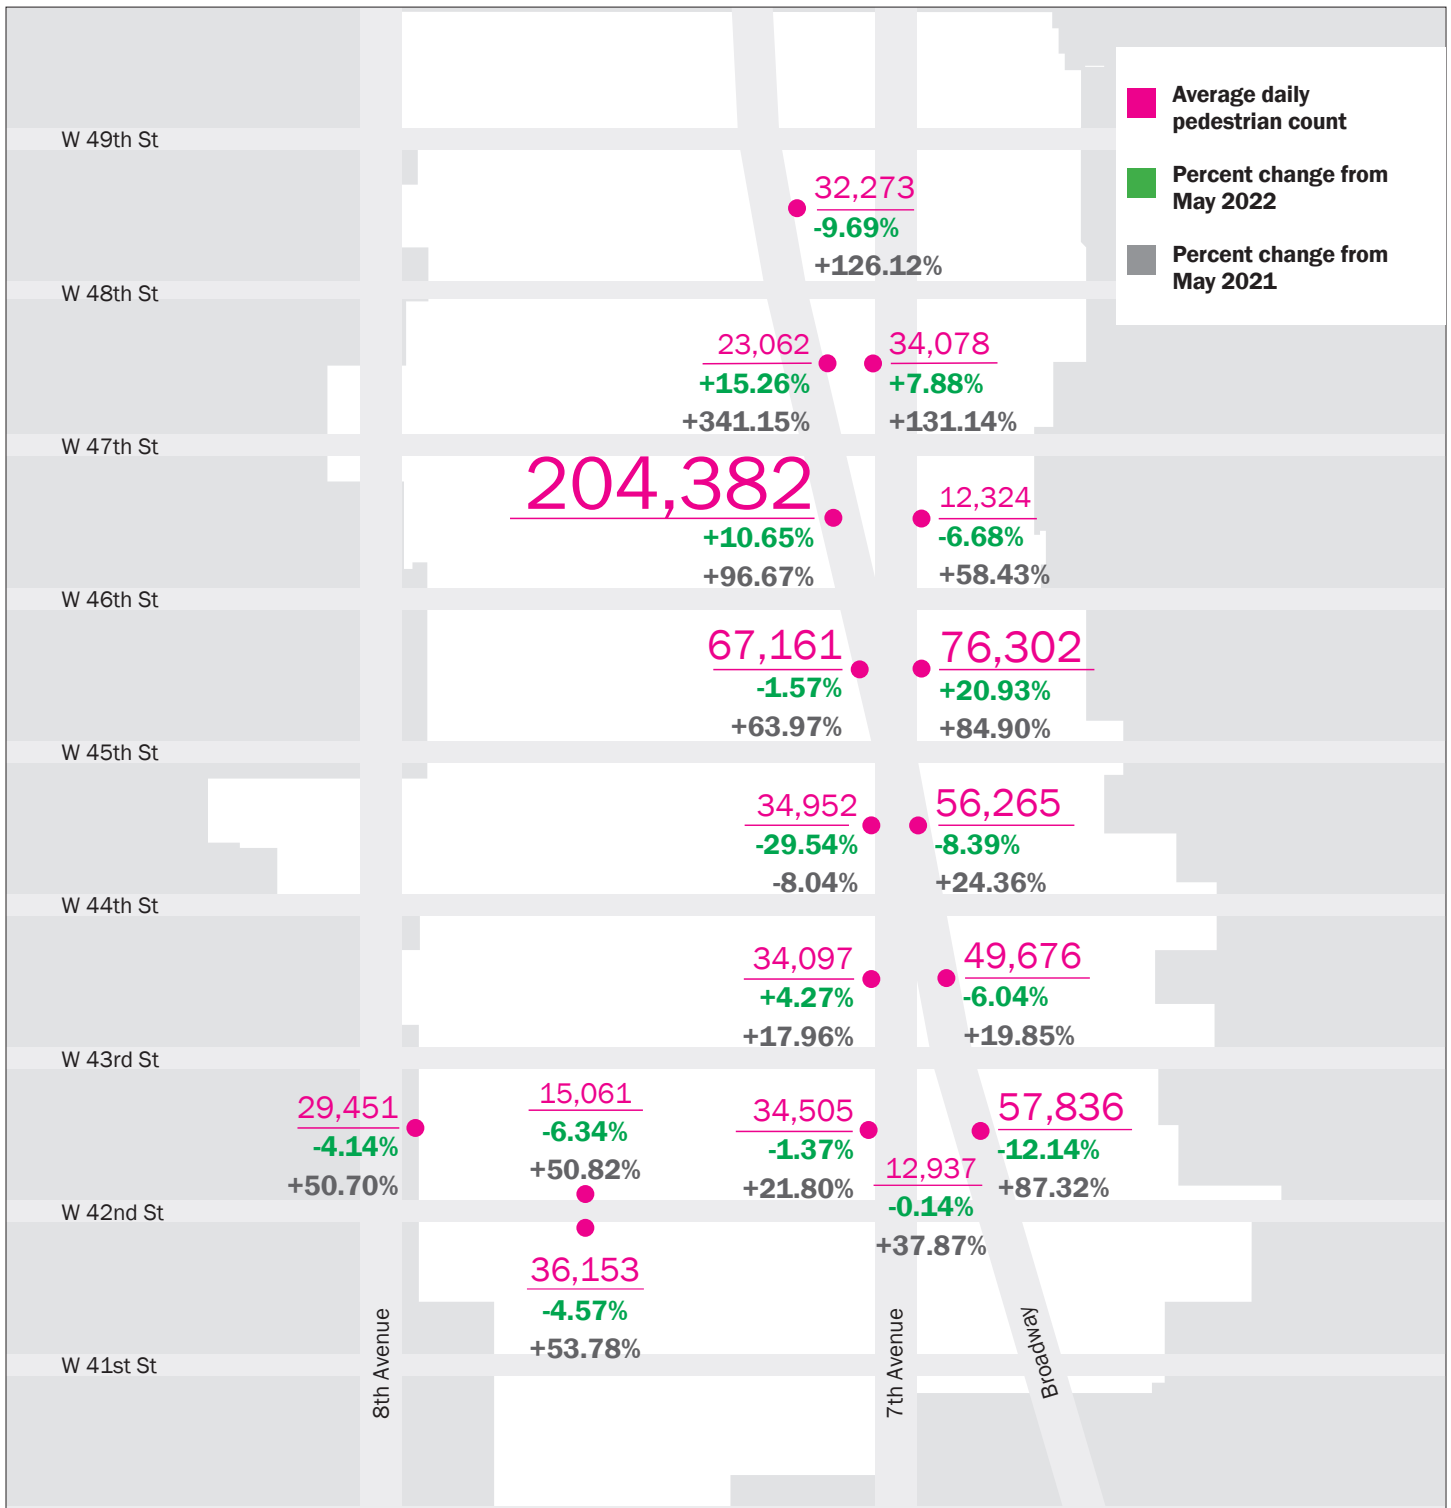 Average daily
pedestrian count
Percent change from
May 2022
Percent change from
May 2021
W 49th St
32,273
-9.69%
+126.12%
W 48th St
23,062
+15.26%
+341.15%
34,078
+7.88%
+131.14%
W 47th St
204,382
+10.65%
+96.67%
12,324
-6.68%
+58.43%
W 46th St
67,161
-1.57%
+63.97%
76,302
+20.93%
+84.90%
W 45th St
34,952
-29.54%
-8.04%
56,265
-8.39%
+24.36%
W 44th St
34,097
+4.27%
+17.96%
49,676
-6.04%
+19.85%
W 43rd St
29,451
-4.14%
+50.70%
15,061
-6.34%
+50.82%
34,505
-1.37%
+21.80%
12,937
-0.14%
+37.87%
57,836
-12.14%
+87.32%
W 42nd St
36,153
-4.57%
+53.78%
W 41st St
8th Avenue
7th Avenue
Broadway